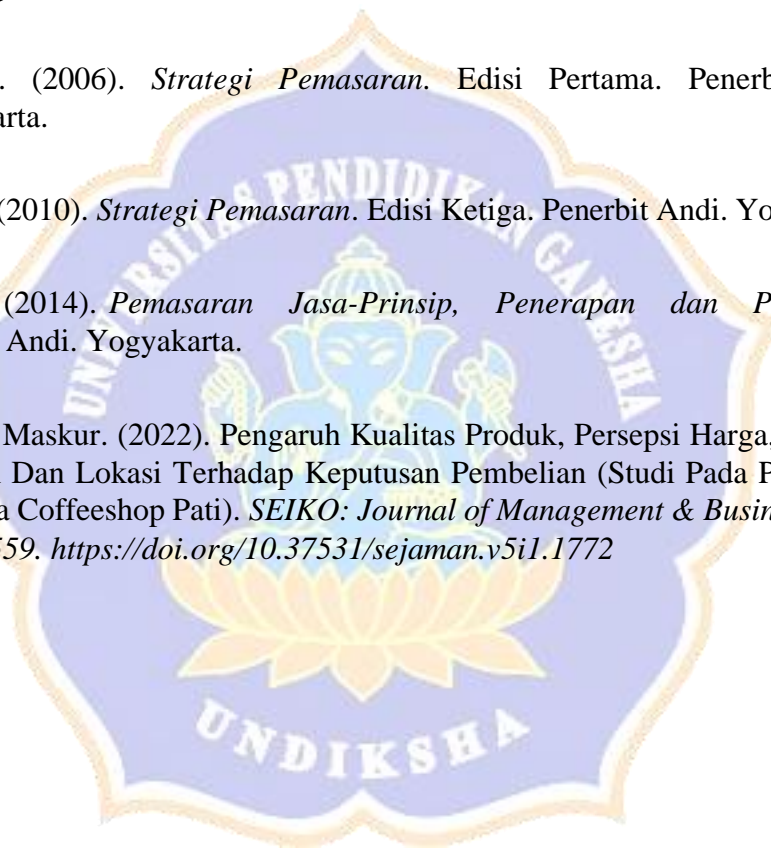 . (2006). Strategi Pemasaran. Edisi Pertama. Penerb
arta.
(2010). Strategi Pemasaran. Edisi Ketiga. Penerbit Andi. Yo
(2014). Pemasaran Jasa-Prinsip, Penerapan dan P
Andi. Yogyakarta.
Maskur. (2022). Pengaruh Kualitas Produk, Persepsi Harga,
Dan Lokasi Terhadap Keputusan Pembelian (Studi Pada P
a Coffeeshop Pati). SEIKO: Journal of Management & Busin
59. https://doi.org/10.37531/sejaman.v5i1.1772
UNIVERSITAS PENDIDIKAN GANESHA
UNDIKSHA